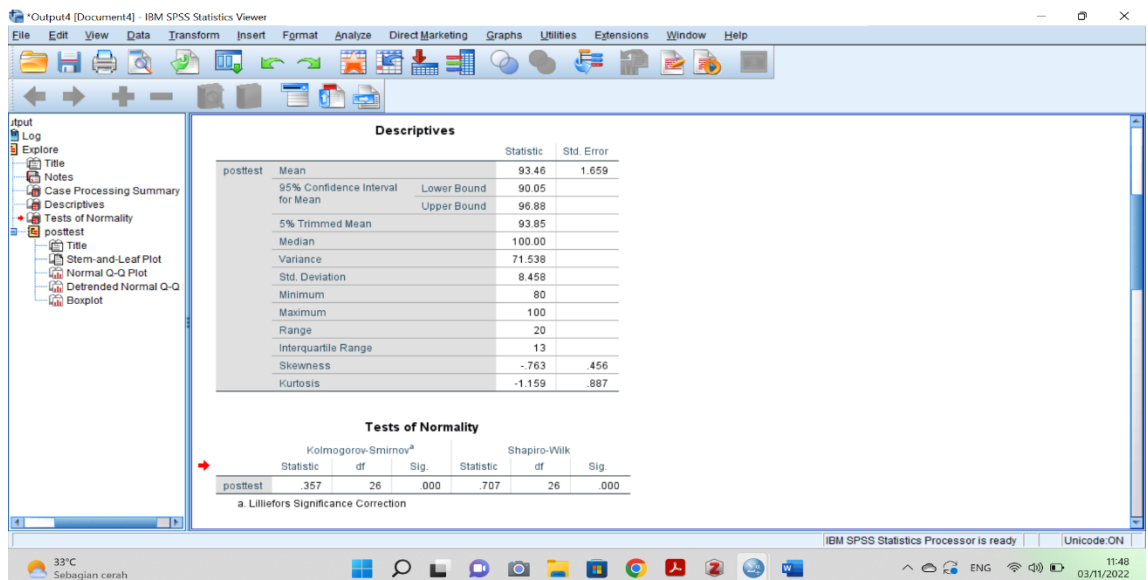 *Output4 [Document4] - IBM SPSS Statistics Viewer
File Edit View Data Transform Insert Format Analyze Direct Marketing Graphs Utilities Extensions Window Help
utput
Log
Explore
Title
Notes
Case Processing Summary
Descriptives
Tests of Normality
posttest
Title
Stem-and-Leaf Plot
Normal Q-Q Plot
Detrended Normal Q-Q
Boxplot
Descriptives
Statistic Std. Error
posttest Mean 93.46 1.659
95% Confidence Interval for Mean Lower Bound 90.05
Upper Bound 96.88
5% Trimmed Mean 93.85
Median 100.00
Variance 71.538
Std. Deviation 8.458
Minimum 80
Maximum 100
Range 20
Interquartile Range 13
Skewness -.763 .456
Kurtosis -1.159 .887
Tests of Normality
Kolmogorov-Smirnov^a Shapiro-Wilk
Statistic df Sig. Statistic df Sig.
posttest .357 26 .000 .707 26 .000
a. Lilliefors Significance Correction
IBM SPSS Statistics Processor is ready Unicode:ON
33°C
Sebagian cerah
ENG
11:48
03/11/2022